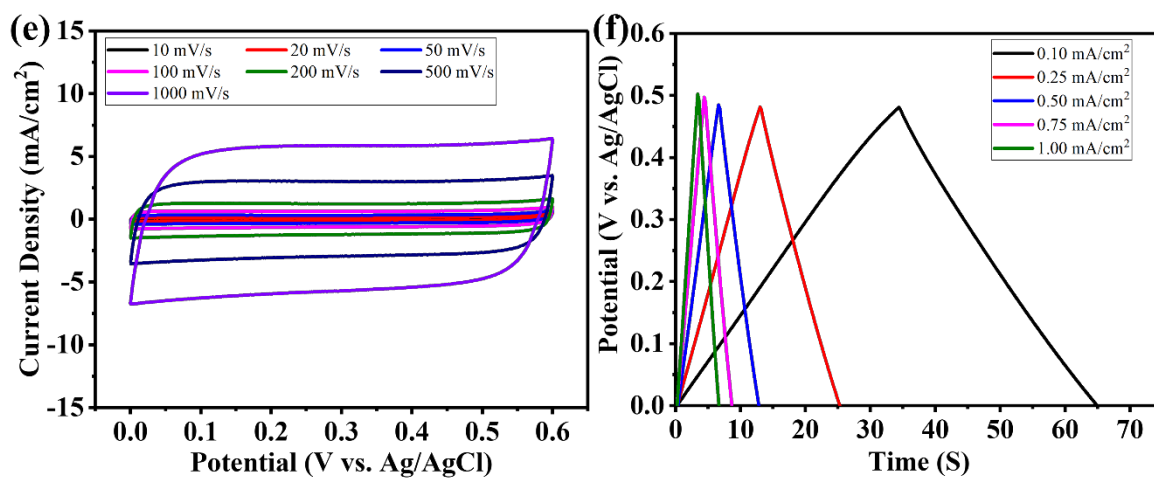 (e)
10 mV/s 20 mV/s 50 mV/s
100 mV/s 200 mV/s 500 mV/s
1000 mV/s
Current Density (mA/cm²)
15
10
5
0
-5
-10
-15
0.0 0.1 0.2 0.3 0.4 0.5 0.6
Potential (V vs. Ag/AgCl)
(f)
0.10 mA/cm²
0.25 mA/cm²
0.50 mA/cm²
0.75 mA/cm²
1.00 mA/cm²
Potential (V vs. Ag/AgCl)
0.6
0.5
0.4
0.3
0.2
0.1
0.0
0 10 20 30 40 50 60 70
Time (S)